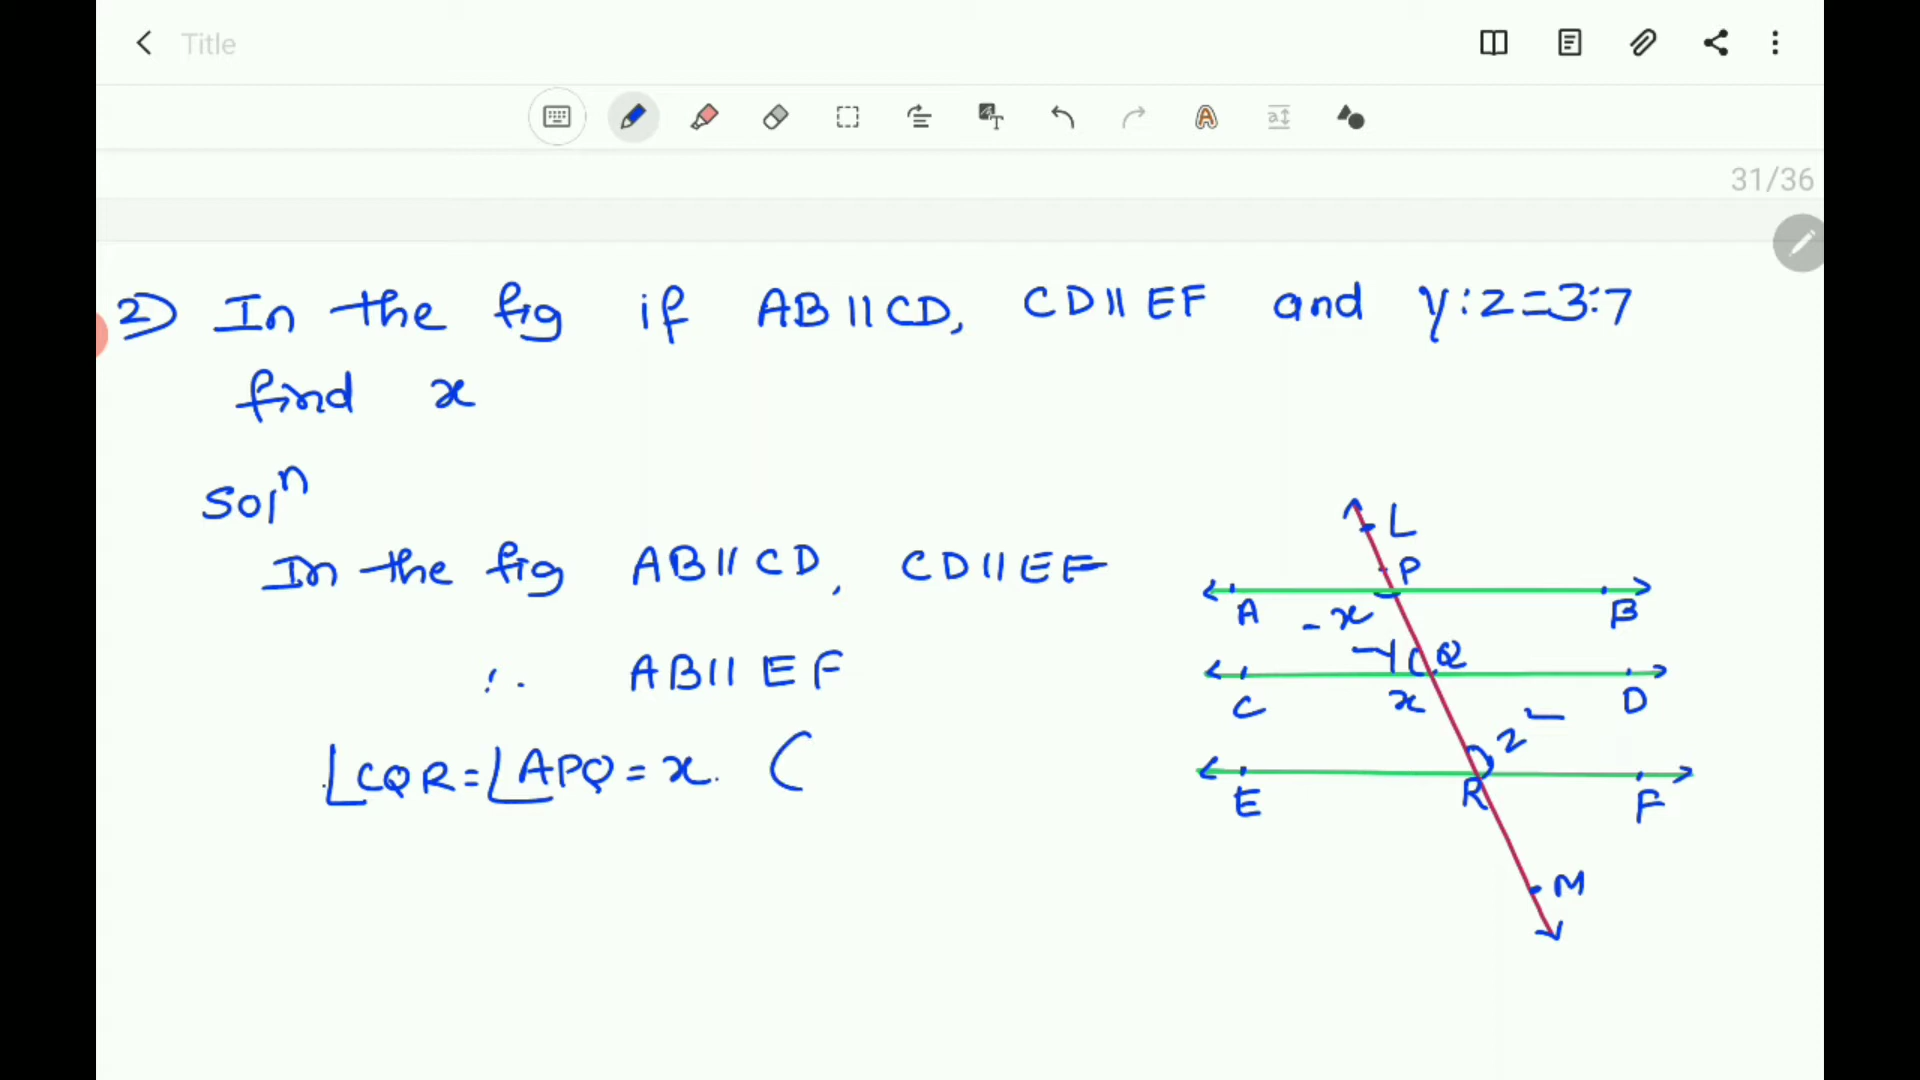 Title
31/36
2) In the fig if AB || CD, CD || EF and y : z = 3:7
find x
Solⁿ
In the fig AB || CD, CD || EF
∴ AB || EF
∠CQR = ∠APQ = x. (
L
P
A
x
B
y
Q
C
x
D
z
E
R
F
M